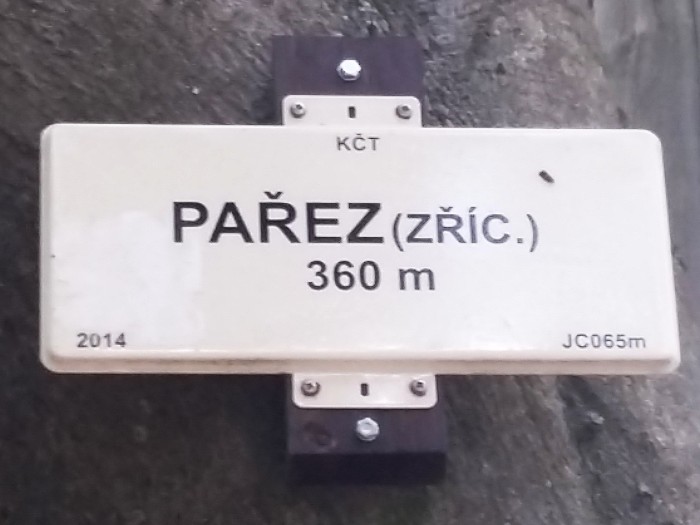 KČT
PAŘEZ (ZŘÍC.)
360 m
2014 JC065m